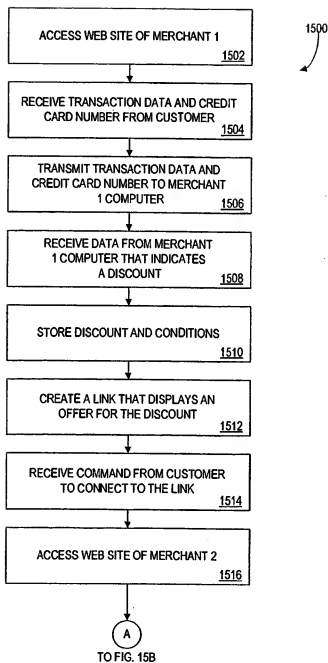 1500
ACCESS WEB SITE OF MERCHANT 1
1502
RECEIVE TRANSACTION DATA AND CREDIT
CARD NUMBER FROM CUSTOMER
1504
TRANSMIT TRANSACTION DATA AND
CREDIT CARD NUMBER TO MERCHANT
1 COMPUTER
1506
RECEIVE DATA FROM MERCHANT
1 COMPUTER THAT INDICATES
A DISCOUNT
1508
STORE DISCOUNT AND CONDITIONS
1510
CREATE A LINK THAT DISPLAYS AN
OFFER FOR THE DISCOUNT
1512
RECEIVE COMMAND FROM CUSTOMER
TO CONNECT TO THE LINK
1514
ACCESS WEB SITE OF MERCHANT 2
1516
A
TO FIG. 15B